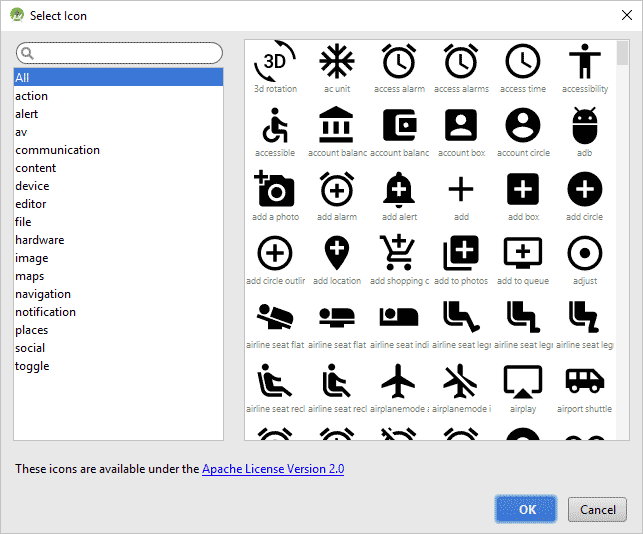 Select Icon
All
action
alert
av
communication
content
device
editor
file
hardware
image
maps
navigation
notification
places
social
toggle
3D
3d rotation ac unit access alarm access alarms access time accessibility
accessible account balanc account balanc account box account circle adb
add a photo add alarm add alert add add box add circle
add circle outlin add location add shopping c add to photos add to queue adjust
airline seat flat airline seat flat airline seat indi airline seat legr airline seat legr airline seat legr
airline seat recl airline seat recl airplanemode a airplanemode i airplay airport shuttle
These icons are available under the Apache License Version 2.0
OK Cancel